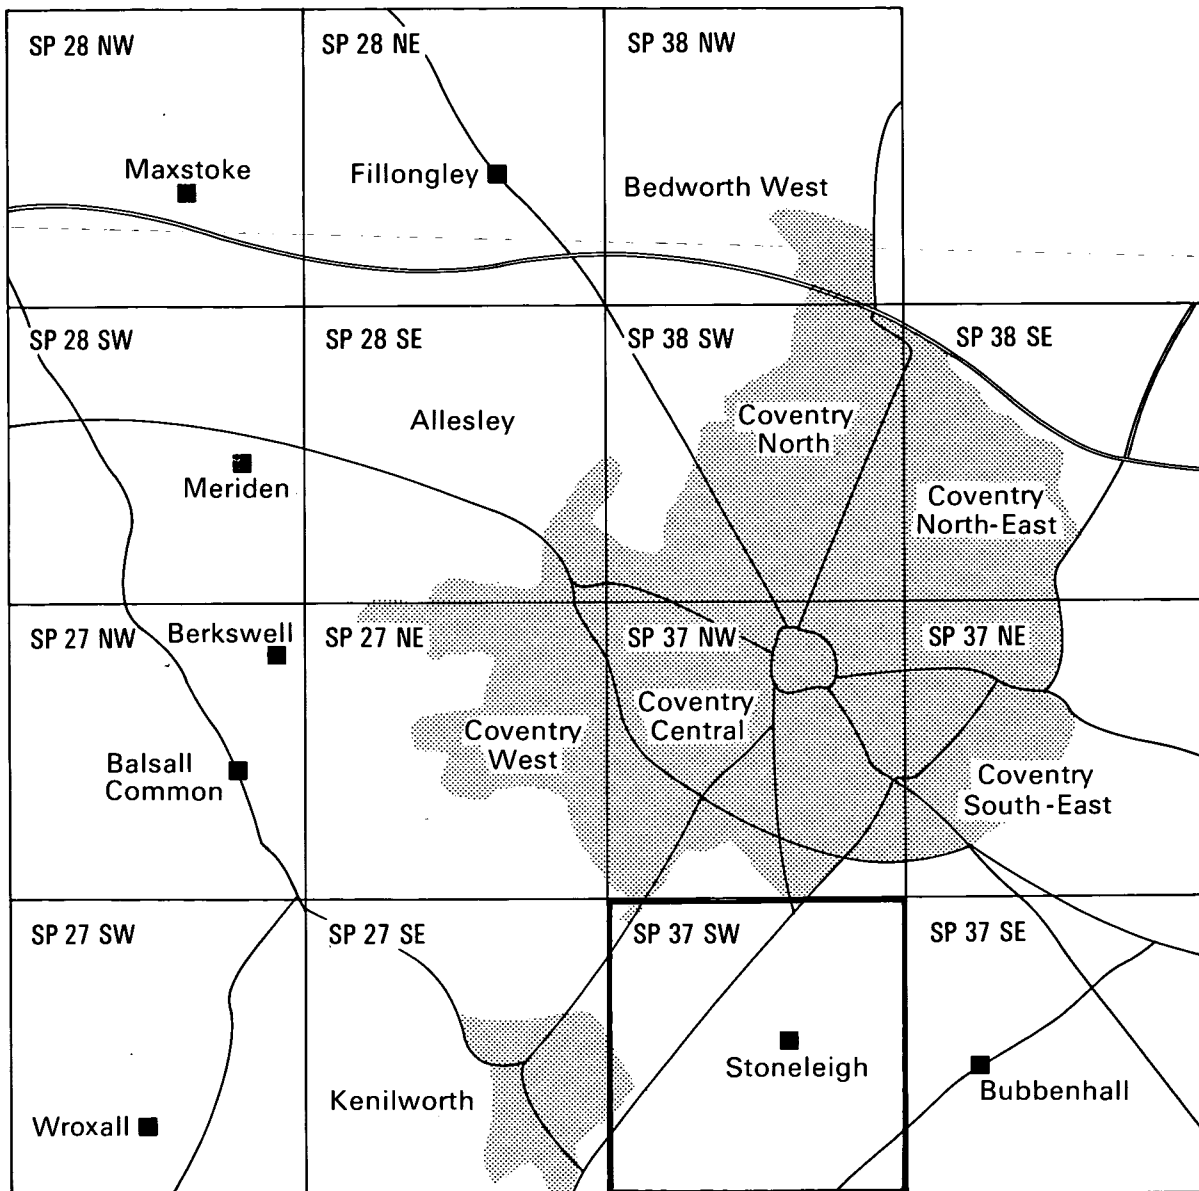 SP 28 NW
SP 28 NE
SP 38 NW
Maxstoke
Fillongley
Bedworth West
SP 28 SW
SP 28 SE
SP 38 SW
SP 38 SE
Allesley
Coventry
North
Meriden
Coventry
North-East
SP 27 NW
Berkswell
SP 27 NE
SP 37 NW
SP 37 NE
Coventry
West
Coventry
Central
Balsall
Common
Coventry
South-East
SP 27 SW
SP 27 SE
SP 37 SW
SP 37 SE
Stoneleigh
Bubbenhall
Kenilworth
Wroxall